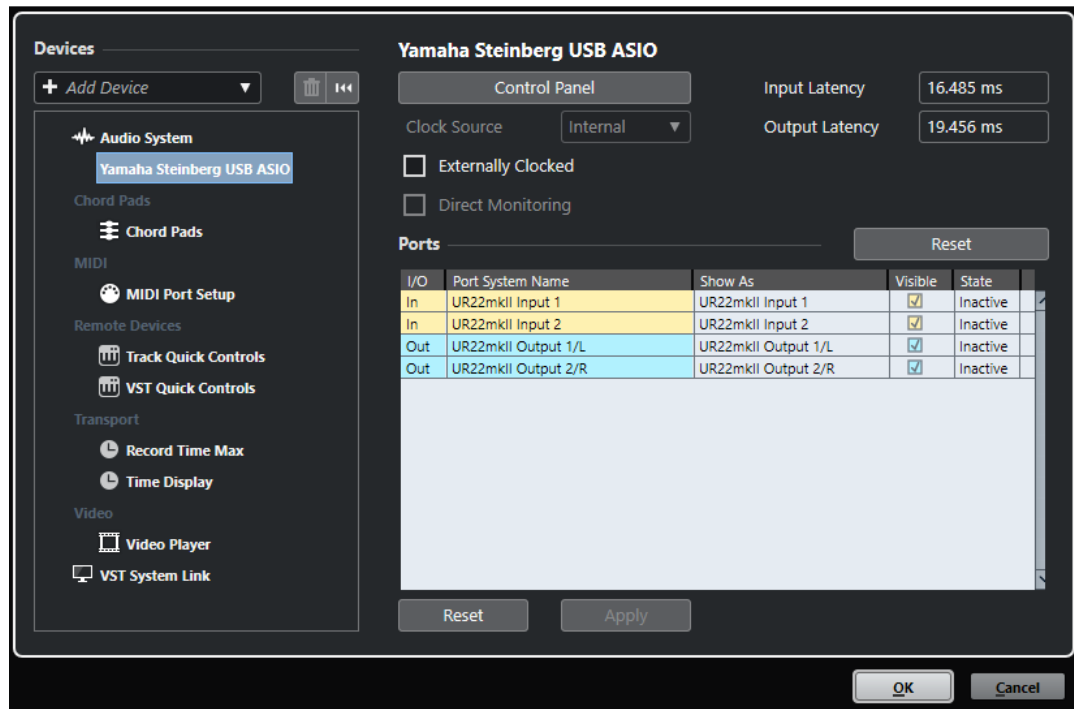 Devices
+ Add Device
Audio System
Yamaha Steinberg USB ASIO
Chord Pads
Chord Pads
MIDI
MIDI Port Setup
Remote Devices
Track Quick Controls
VST Quick Controls
Transport
Record Time Max
Time Display
Video
Video Player
VST System Link
Yamaha Steinberg USB ASIO
Control Panel
Input Latency 16.485 ms
Clock Source Internal
Output Latency 19.456 ms
Externally Clocked
Direct Monitoring
Ports
Reset
I/O Port System Name Show As Visible State
In UR22mkII Input 1 UR22mkII Input 1 Inactive
In UR22mkII Input 2 UR22mkII Input 2 Inactive
Out UR22mkII Output 1/L UR22mkII Output 1/L Inactive
Out UR22mkII Output 2/R UR22mkII Output 2/R Inactive
Reset Apply
OK Cancel